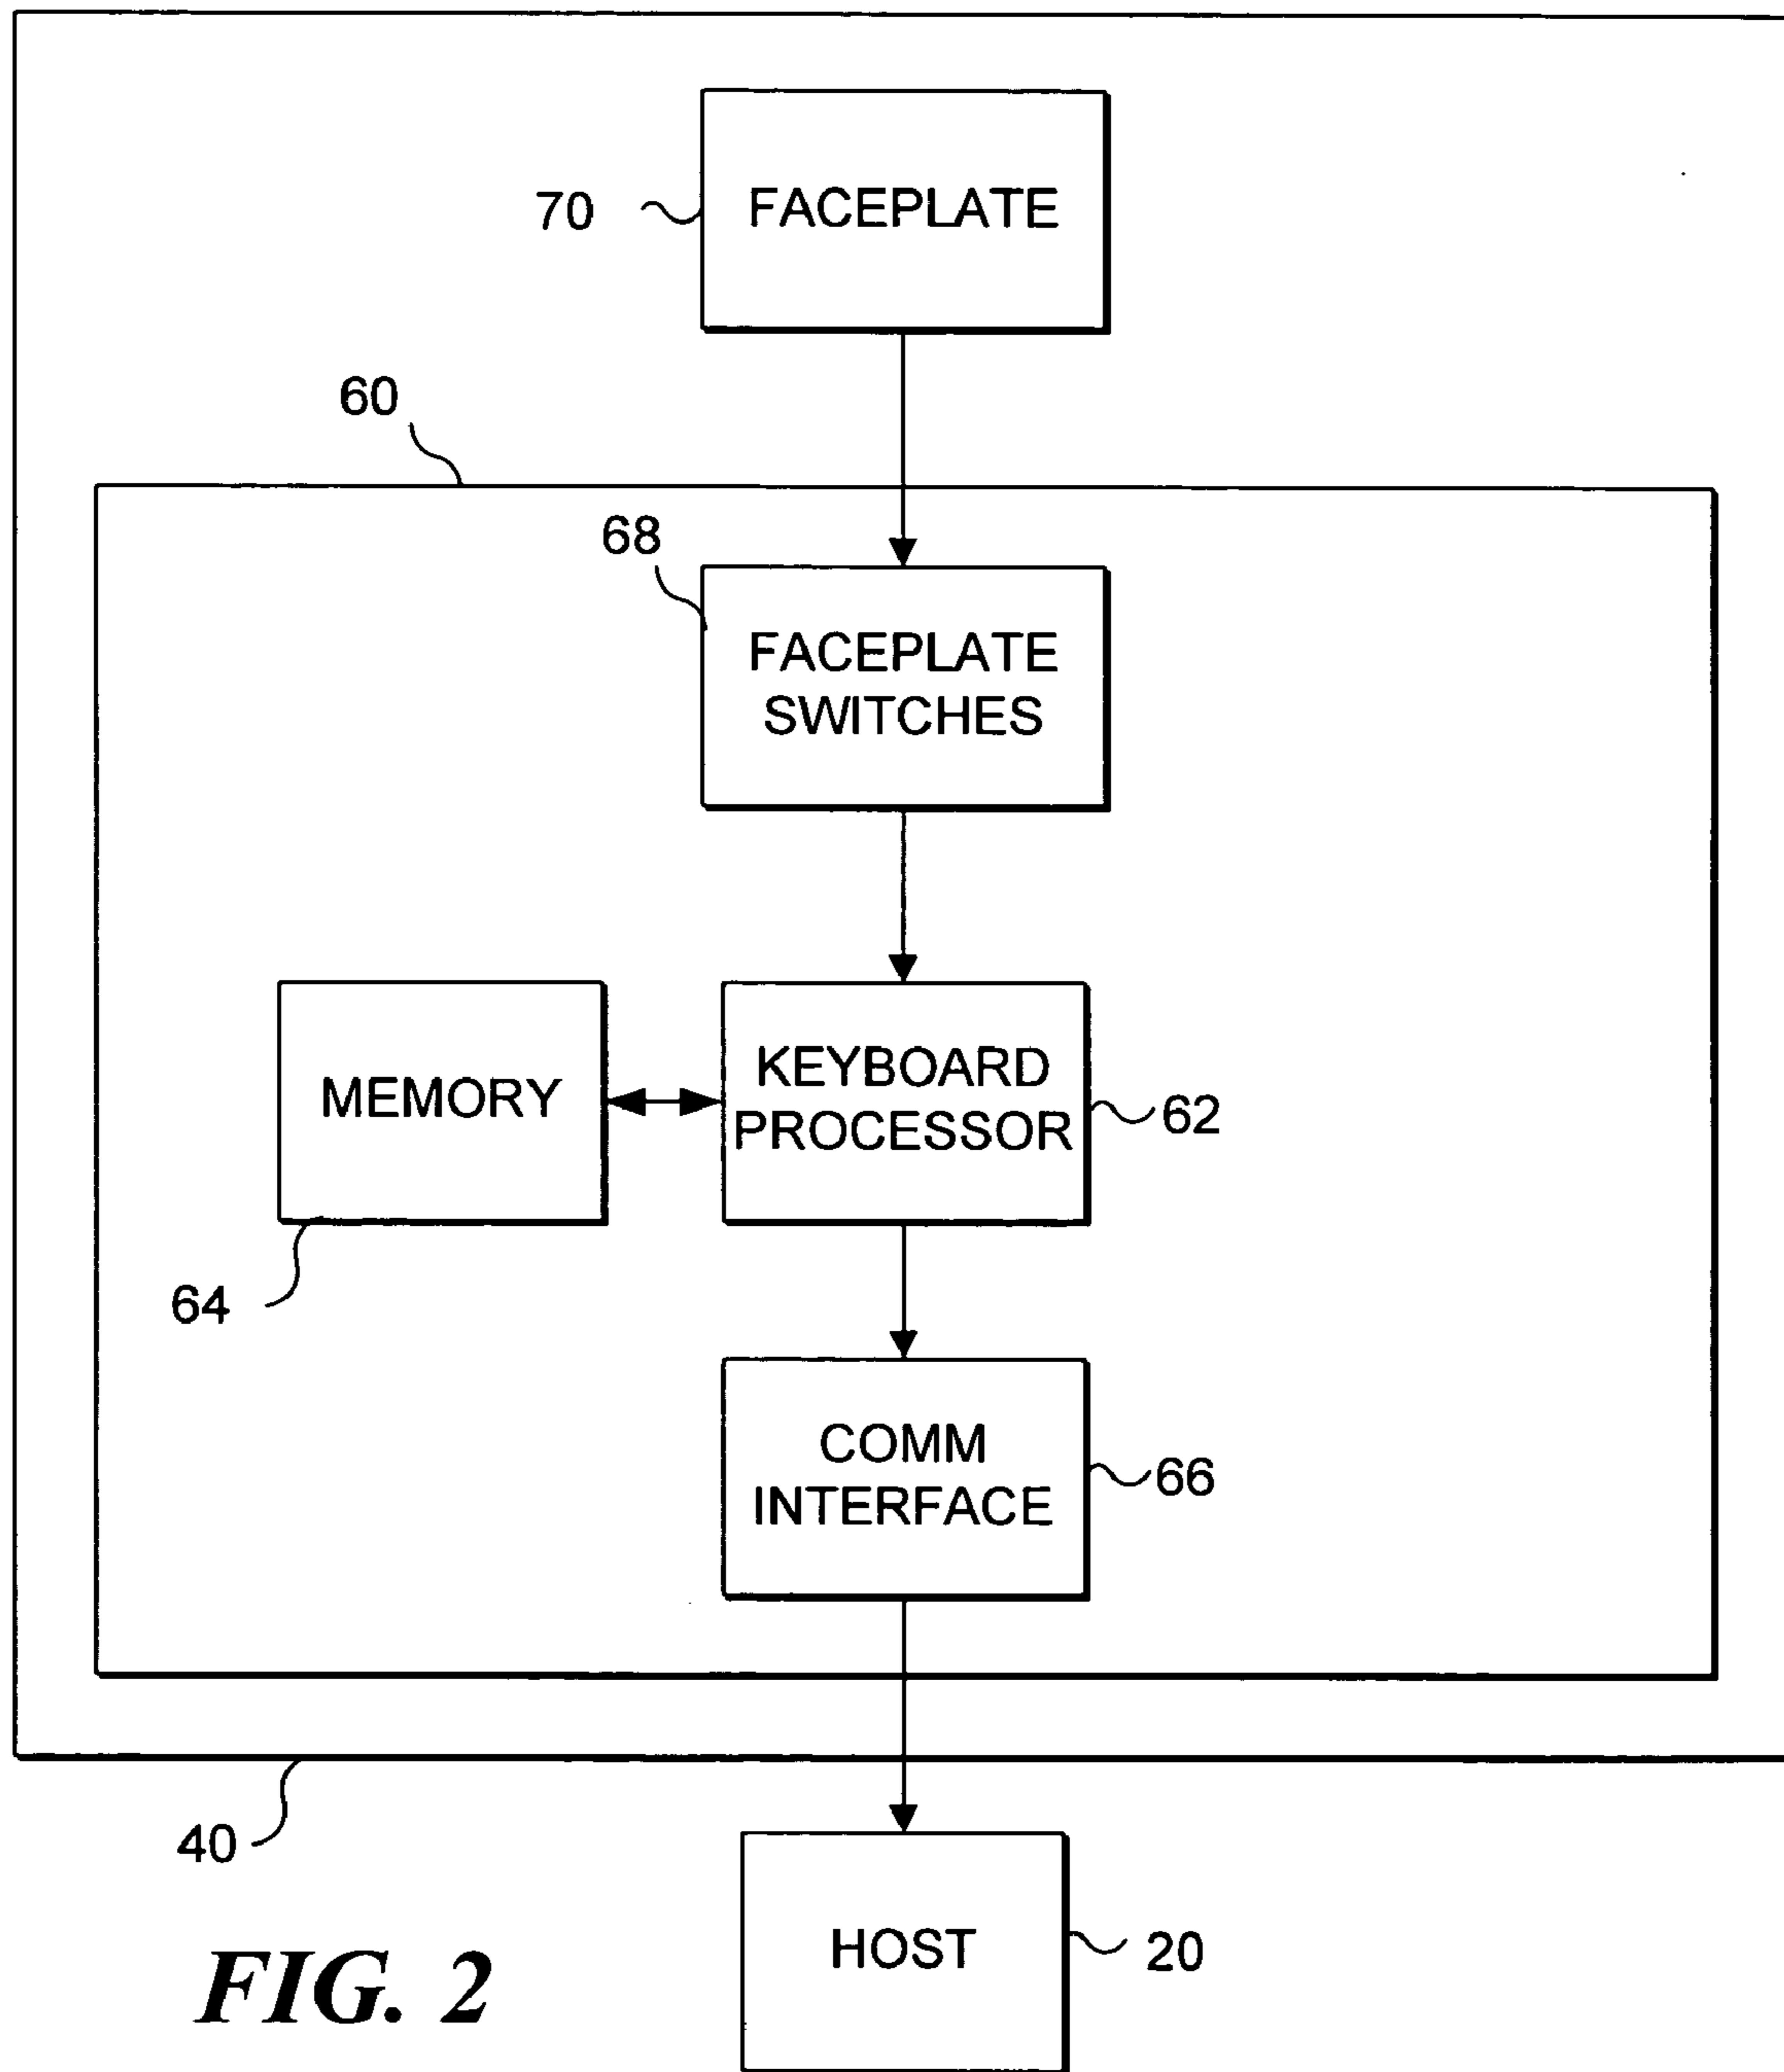 70
FACEPLATE
60
68
FACEPLATE
SWITCHES
MEMORY
KEYBOARD
PROCESSOR
62
64
COMM
INTERFACE
66
40
HOST
20
FIG. 2